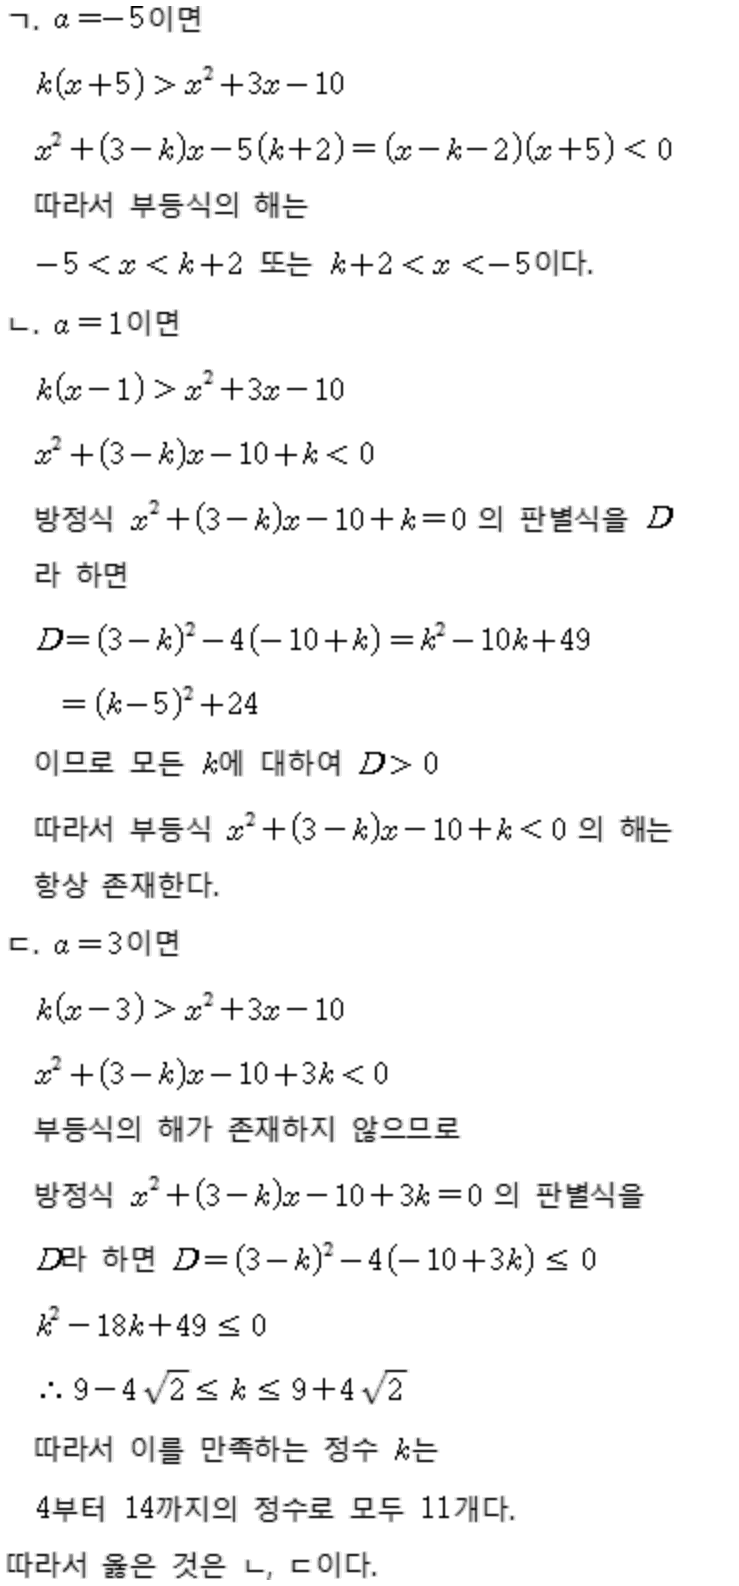 ㄱ. a=-5이면
k(x+5) > x²+3x-10
x²+(3-k)x-5(k+2)=(x-k-2)(x+5) < 0
따라서 부등식의 해는
-5 < x < k+2 또는 k+2 < x < -5이다.
ㄴ. a=1이면
k(x-1) > x²+3x-10
x²+(3-k)x-10+k < 0
방정식 x²+(3-k)x-10+k=0 의 판별식을 D
라 하면
D=(3-k)²-4(-10+k)=k²-10k+49
=(k-5)²+24
이므로 모든 k에 대하여 D > 0
따라서 부등식 x²+(3-k)x-10+k < 0 의 해는
항상 존재한다.
ㄷ. a=3이면
k(x-3) > x²+3x-10
x²+(3-k)x-10+3k < 0
부등식의 해가 존재하지 않으므로
방정식 x²+(3-k)x-10+3k=0 의 판별식을
D라 하면 D=(3-k)²-4(-10+3k) ≤ 0
k²-18k+49 ≤ 0
∴ 9-4√2 ≤ k ≤ 9+4√2
따라서 이를 만족하는 정수 k는
4부터 14까지의 정수로 모두 11개다.
따라서 옳은 것은 ㄴ, ㄷ이다.